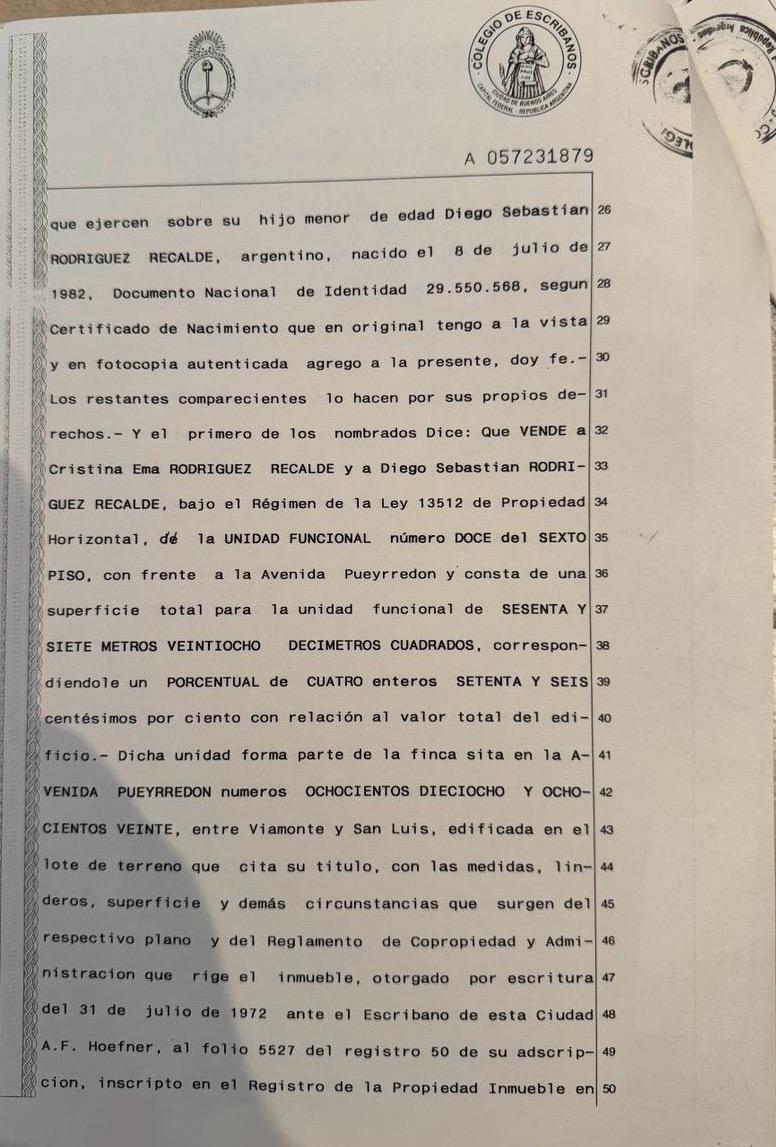 COLEGIO DE ESCRIBANOS
CIUDAD DE BUENOS AIRES
CAPITAL FEDERAL - REPUBLICA ARGENTINA
A 057231879
que ejercen sobre su hijo menor de edad Diego Sebastian 26
RODRIGUEZ RECALDE, argentino, nacido el 8 de julio de 27
1982, Documento Nacional de Identidad 29.550.568, segun 28
Certificado de Nacimiento que en original tengo a la vista 29
y en fotocopia autenticada agrego a la presente, doy fe.- 30
Los restantes comparecientes lo hacen por sus propios de- 31
rechos.- Y el primero de los nombrados Dice: Que VENDE a 32
Cristina Ema RODRIGUEZ RECALDE y a Diego Sebastian RODRI- 33
GUEZ RECALDE, bajo el Régimen de la Ley 13512 de Propiedad 34
Horizontal, dé la UNIDAD FUNCIONAL número DOCE del SEXTO 35
PISO, con frente a la Avenida Pueyrredon y consta de una 36
superficie total para la unidad funcional de SESENTA Y 37
SIETE METROS VEINTIOCHO DECIMETROS CUADRADOS, correspon- 38
diendole un PORCENTUAL de CUATRO enteros SETENTA Y SEIS 39
centésimos por ciento con relación al valor total del edi- 40
ficio.- Dicha unidad forma parte de la finca sita en la A- 41
VENIDA PUEYRREDON numeros OCHOCIENTOS DIECIOCHO Y OCHO- 42
CIENTOS VEINTE, entre Viamonte y San Luis, edificada en el 43
lote de terreno que cita su titulo, con las medidas, lin- 44
deros, superficie y demás circunstancias que surgen del 45
respectivo plano y del Reglamento de Copropiedad y Admi- 46
nistracion que rige el inmueble, otorgado por escritura 47
del 31 de julio de 1972 ante el Escribano de esta Ciudad 48
A.F. Hoefner, al folio 5527 del registro 50 de su adscrip- 49
cion, inscripto en el Registro de la Propiedad Inmueble en 50